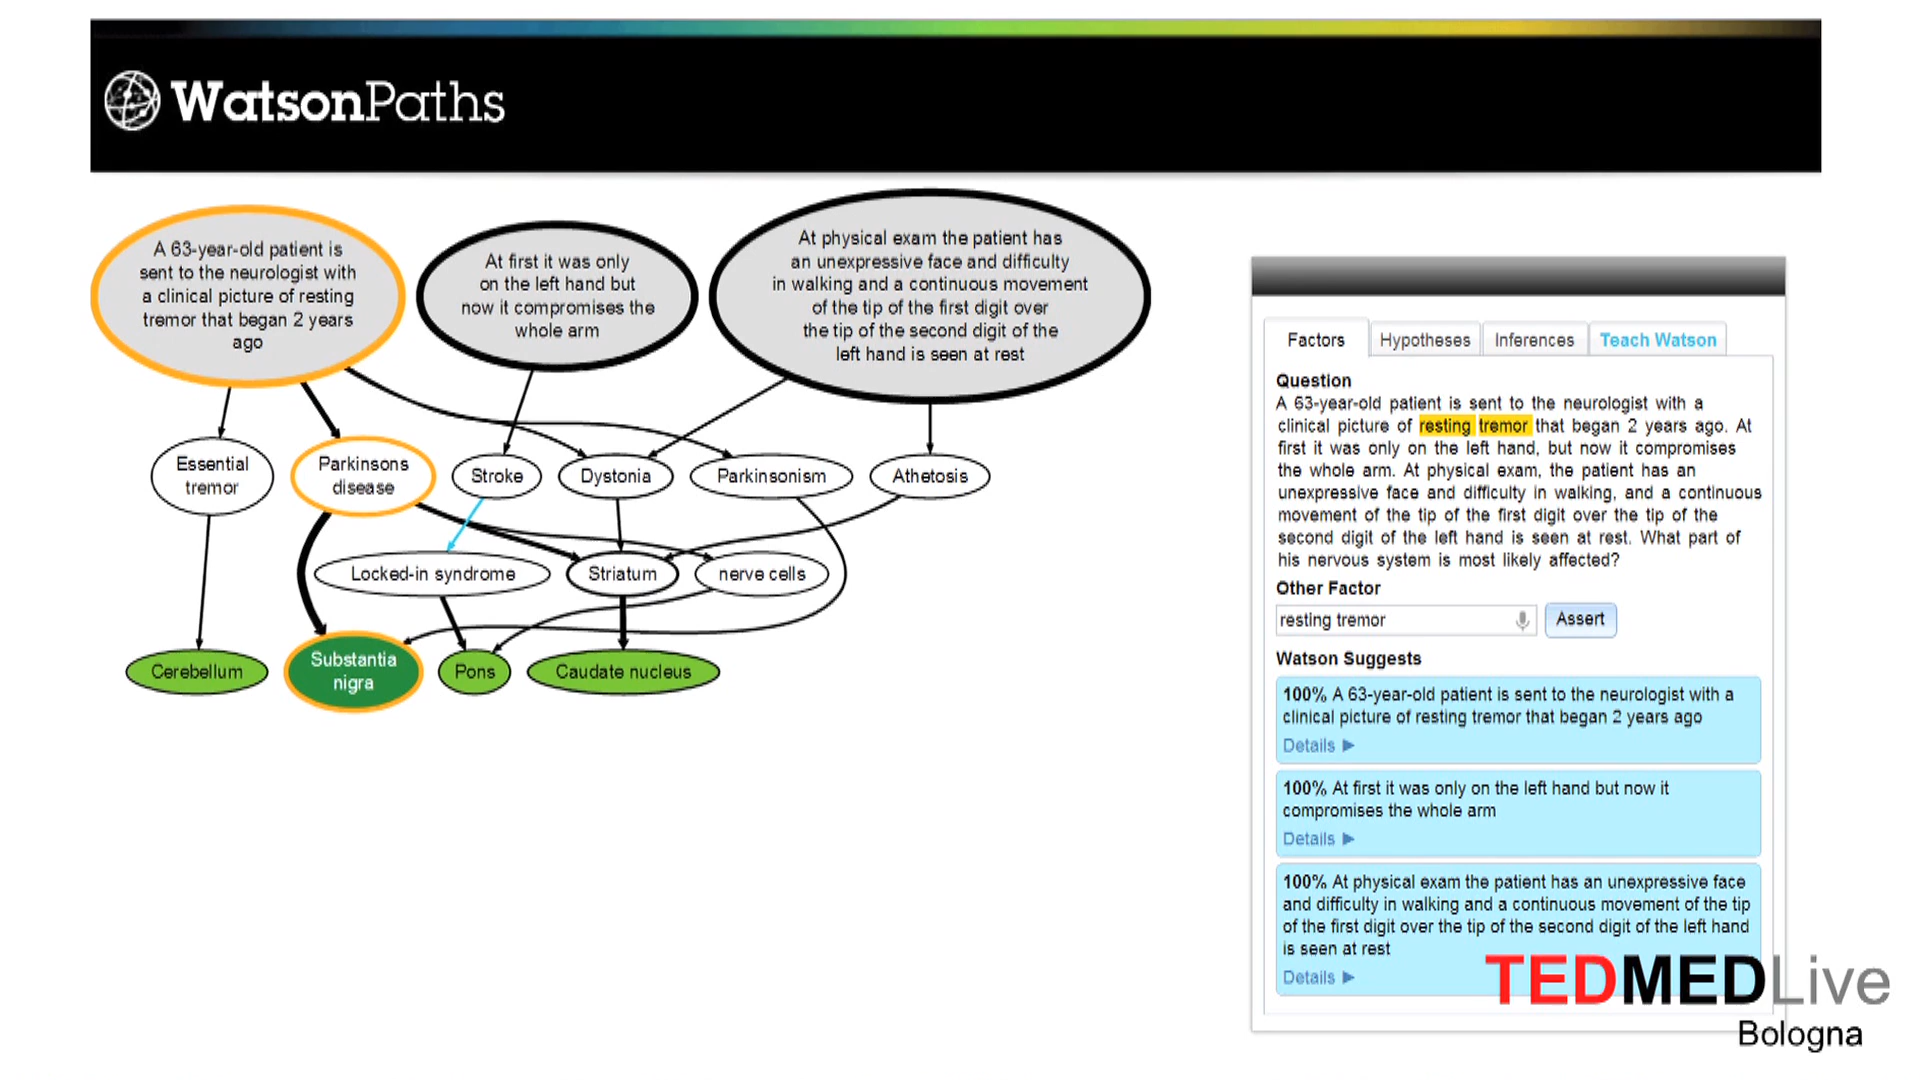 WatsonPaths
A 63-year-old patient is
sent to the neurologist with
a clinical picture of resting
tremor that began 2 years
ago
At first it was only
on the left hand but
now it compromises the
whole arm
At physical exam the patient has
an unexpressive face and difficulty
in walking and a continuous movement
of the tip of the first digit over
the tip of the second digit of the
left hand is seen at rest
Essential
tremor
Parkinsons
disease
Stroke
Dystonia
Parkinsonism
Athetosis
Locked-in syndrome
Striatum
nerve cells
Cerebellum
Substantia
nigra
Pons
Caudate nucleus
Factors
Hypotheses
Inferences
Teach Watson
Question
A 63-year-old patient is sent to the neurologist with a
clinical picture of resting tremor that began 2 years ago. At
first it was only on the left hand, but now it compromises
the whole arm. At physical exam, the patient has an
unexpressive face and difficulty in walking, and a continuous
movement of the tip of the first digit over the tip of the
second digit of the left hand is seen at rest. What part of
his nervous system is most likely affected?
Other Factor
resting tremor
Assert
Watson Suggests
100% A 63-year-old patient is sent to the neurologist with a
clinical picture of resting tremor that began 2 years ago
Details ►
100% At first it was only on the left hand but now it
compromises the whole arm
Details ►
100% At physical exam the patient has an unexpressive face
and difficulty in walking and a continuous movement of the tip
of the first digit over the tip of the second digit of the left hand
is seen at rest
Details ►
TEDMEDLive
Bologna